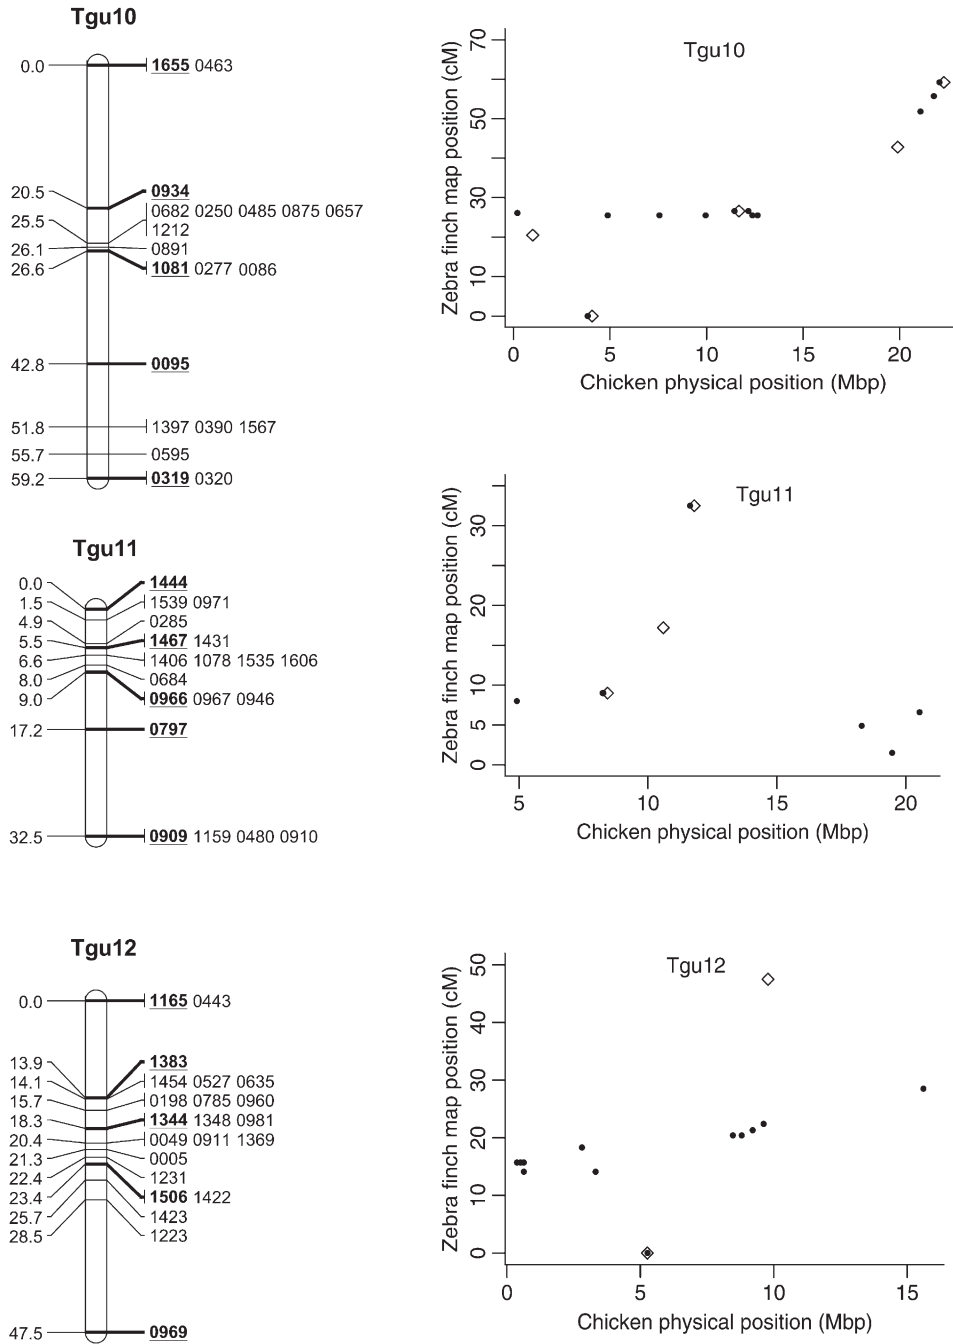 Tgu10
0.0 1655 0463
20.5 0934
25.5 0682 0250 0485 0875 0657
1212
26.1 0891
26.6 1081 0277 0086
42.8 0095
51.8 1397 0390 1567
55.7 0595
59.2 0319 0320
Tgu10
Zebra finch map position (cM)
70
50
30
10
0
0 5 10 15 20
Chicken physical position (Mbp)
Tgu11
0.0 1444
1.5 1539 0971
4.9 0285
5.5 1467 1431
6.6 1406 1078 1535 1606
8.0 0684
9.0 0966 0967 0946
17.2 0797
32.5 0909 1159 0480 0910
Tgu11
Zebra finch map position (cM)
30
20
10
5
0
5 10 15 20
Chicken physical position (Mbp)
Tgu12
0.0 1165 0443
13.9 1383
14.1 1454 0527 0635
15.7 0198 0785 0960
18.3 1344 1348 0981
20.4 0049 0911 1369
21.3 0005
22.4 1231
23.4 1506 1422
25.7 1423
28.5 1223
47.5 0969
Tgu12
Zebra finch map position (cM)
50
40
30
20
10
0
0 5 10 15
Chicken physical position (Mbp)